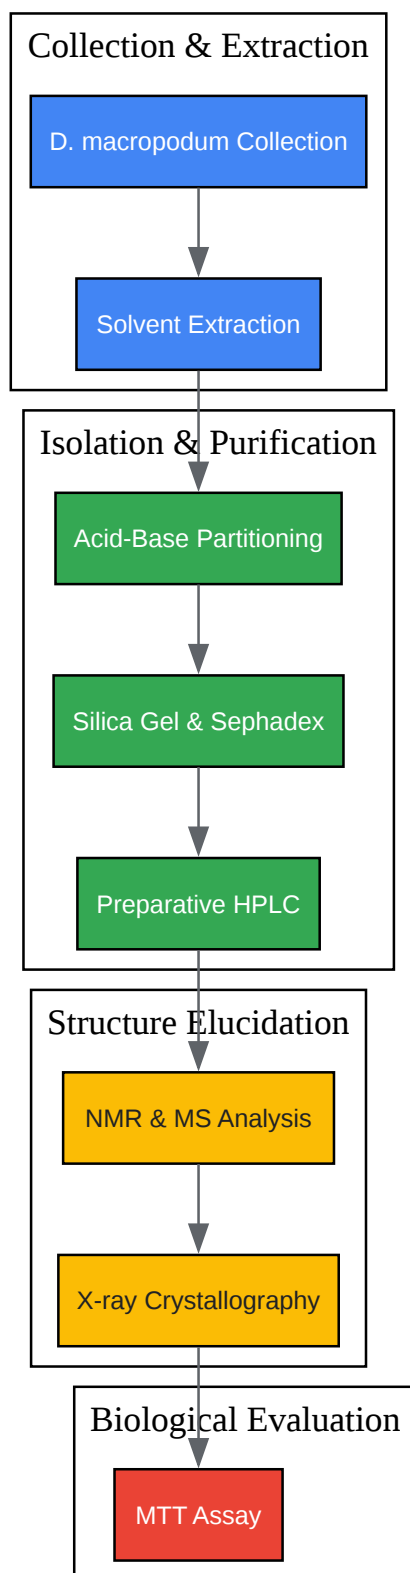 Collection & Extraction
D. macropodum Collection
Solvent Extraction
Isolation & Purification
Acid-Base Partitioning
Silica Gel & Sephadex
Preparative HPLC
Structure Elucidation
NMR & MS Analysis
X-ray Crystallography
Biological Evaluation
MTT Assay